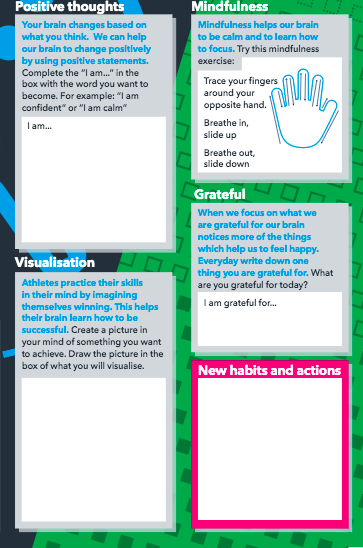 Positive thoughts
Your brain changes based on
what you think.  We can help
our brain to change positively
by using positive statements.
Complete the “I am...” in the
box with the word you want to
become. For example: “I am
confident” or “I am calm”
I am...
Visualisation
Athletes practice their skills
in their mind by imagining
themselves winning. This helps
their brain learn how to be
successful. Create a picture in
your mind of something you want
to achieve. Draw the picture in the
box of what you will visualise.
Mindfulness
Mindfulness helps our brain
to be calm and to learn how
to focus. Try this mindfulness
exercise:
Trace your fingers
around your
opposite hand.
Breathe in,
slide up
Breathe out,
slide down
Grateful
When we focus on what we
are grateful for our brain
notices more of the things
which help us to feel happy.
Everyday write down one
thing you are grateful for. What
are you grateful for today?
I am grateful for...
New habits and actions